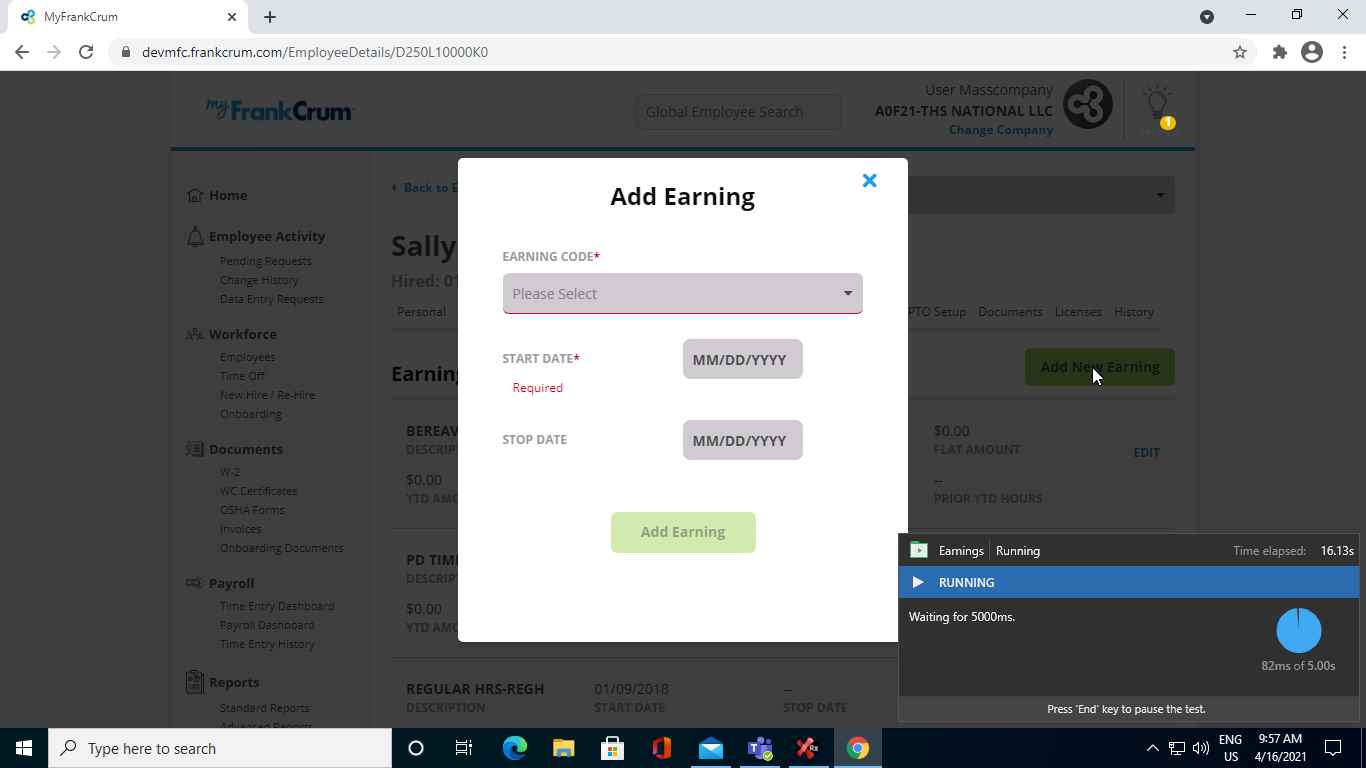 MyFrankCrum
devmfc.frankcrum.com/EmployeeDetails/D250L10000K0
my FrankCrum
Global Employee Search
User Masscompany
A0F21-THS NATIONAL LLC
Change Company
1
Home
Employee Activity
Pending Requests
Change History
Data Entry Requests
Workforce
Employees
Time Off
New Hire / Re-Hire
Onboarding
Documents
W-2
WC Certificates
OSHA Forms
Invoices
Onboarding Documents
Payroll
Time Entry Dashboard
Payroll Dashboard
Time Entry History
Reports
Standard Reports
Advanced Reports
Back to E
Sally
Hired: 01
Personal
PTO Setup Documents Licenses History
Earning
Add New Earning
BEREAV
DESCRIP
$0.00
YTD AMO
$0.00
FLAT AMOUNT
EDIT
--
PRIOR YTD HOURS
PD TIM
DESCRIP
$0.00
YTD AMO
REGULAR HRS-REGH 01/09/2018 --
DESCRIPTION START DATE STOP DATE
Add Earning
EARNING CODE*
Please Select
START DATE*
MM/DD/YYYY
Required
STOP DATE
MM/DD/YYYY
Add Earning
Earnings Running Time elapsed: 16.13s
RUNNING
Waiting for 5000ms.
82ms of 5.00s
Press 'End' key to pause the test.
Type here to search
Rx
ENG
US
9:57 AM
4/16/2021